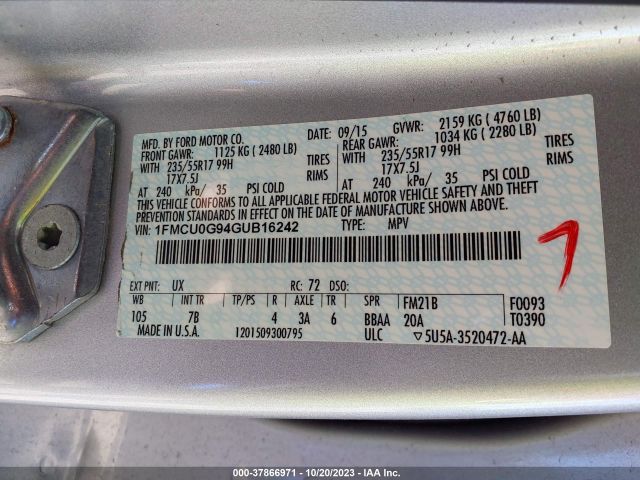 MFD. BY FORD MOTOR CO.
DATE 09/15 GVWR: 2159 KG ( 4760 LB)
FRONT GAWR: 1125 KG ( 2480 LB) REAR GAWR: 1034 KG ( 2280 LB)
WITH 235/55R17 99H TIRES WITH 235/55R17 99H TIRES
17X7.5J RIMS 17X7.5J RIMS
AT 240 kPa/ 35 PSI COLD AT 240 kPa/ 35 PSI COLD
THIS VEHICLE CONFORMS TO ALL APPLICABLE FEDERAL MOTOR VEHICLE SAFETY AND THEFT
PREVENTION STANDARDS IN EFFECT ON THE DATE OF MANUFACTURE SHOWN ABOVE.
VIN: 1FMCU0G94GUB16242 TYPE: MPV
7
EXT PNT: UX RC: 72 DSO:
WB INT TR TP/PS R AXLE TR SPR FM21B F0093
105 7B 4 3A 6 BBAA 20A T0390
MADE IN U.S.A. 1201509300795 ULC ▽5U5A-3520472-AA
000-37866971 | 10/20/2023 | IAA Inc.